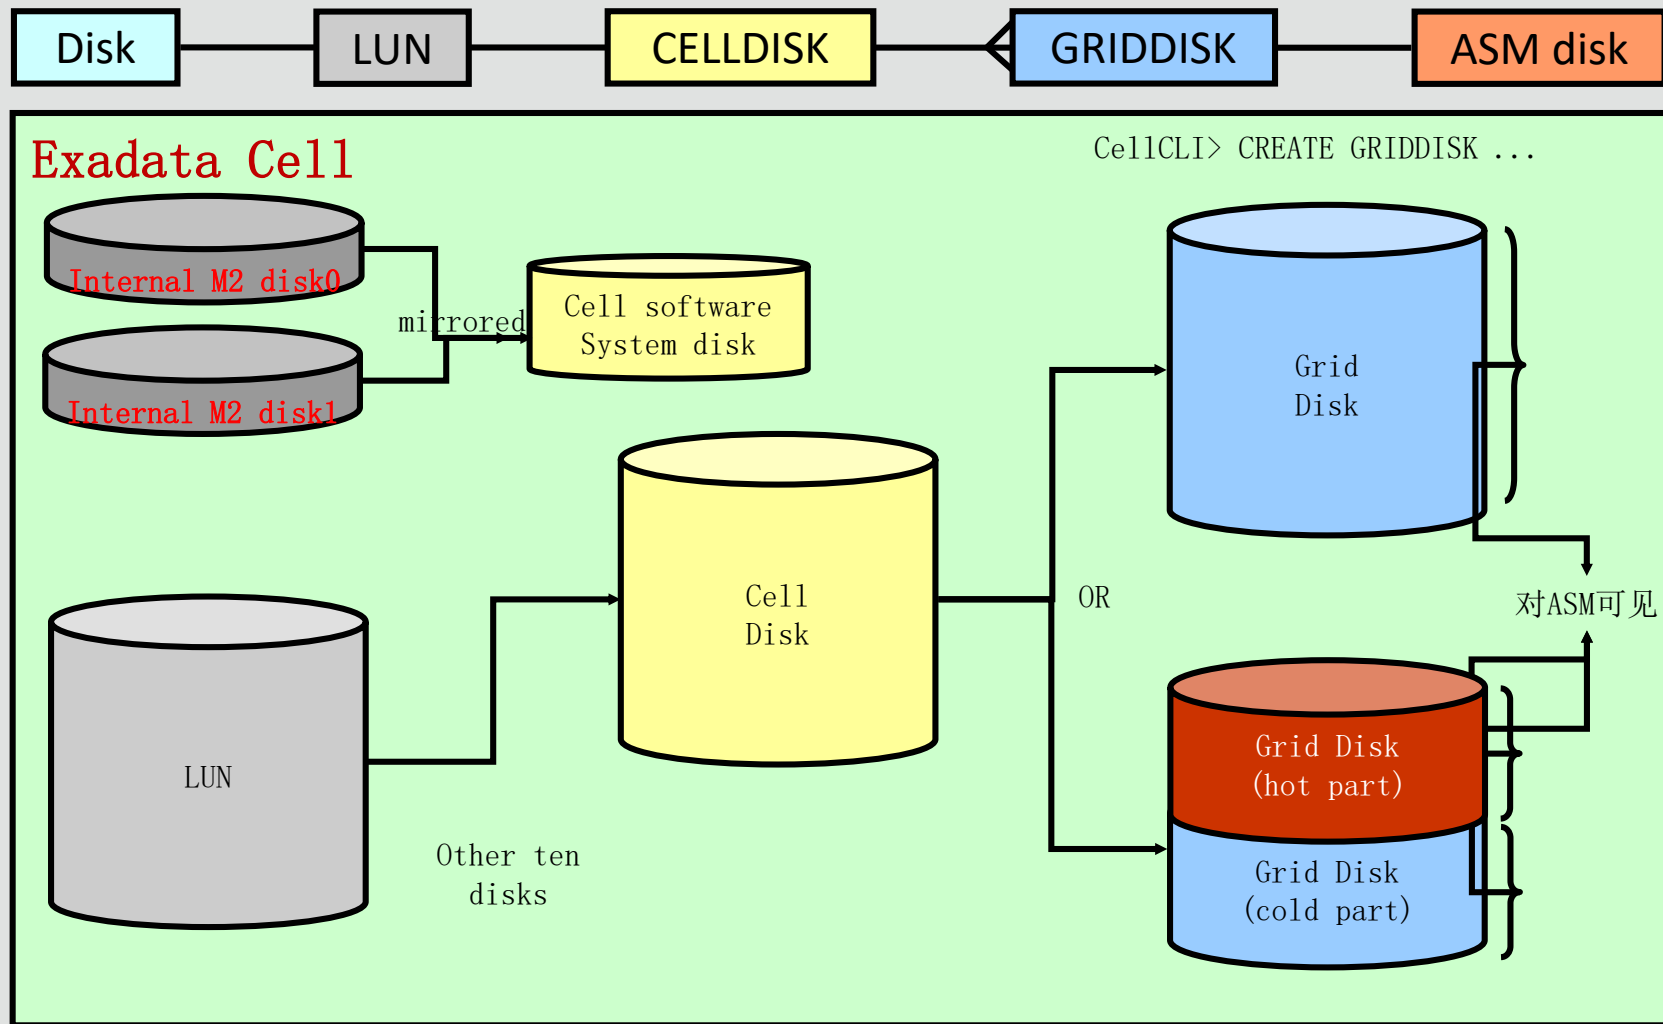 Disk
LUN
CELLDISK
GRIDDISK
ASM disk
Exadata Cell
CellCLI> CREATE GRIDDISK ...
Internal M2 disk0
Internal M2 disk1
mirrored
Cell software
System disk
Grid
Disk
Cell
Disk
OR
对ASM可见
LUN
Other ten
disks
Grid Disk
(hot part)
Grid Disk
(cold part)